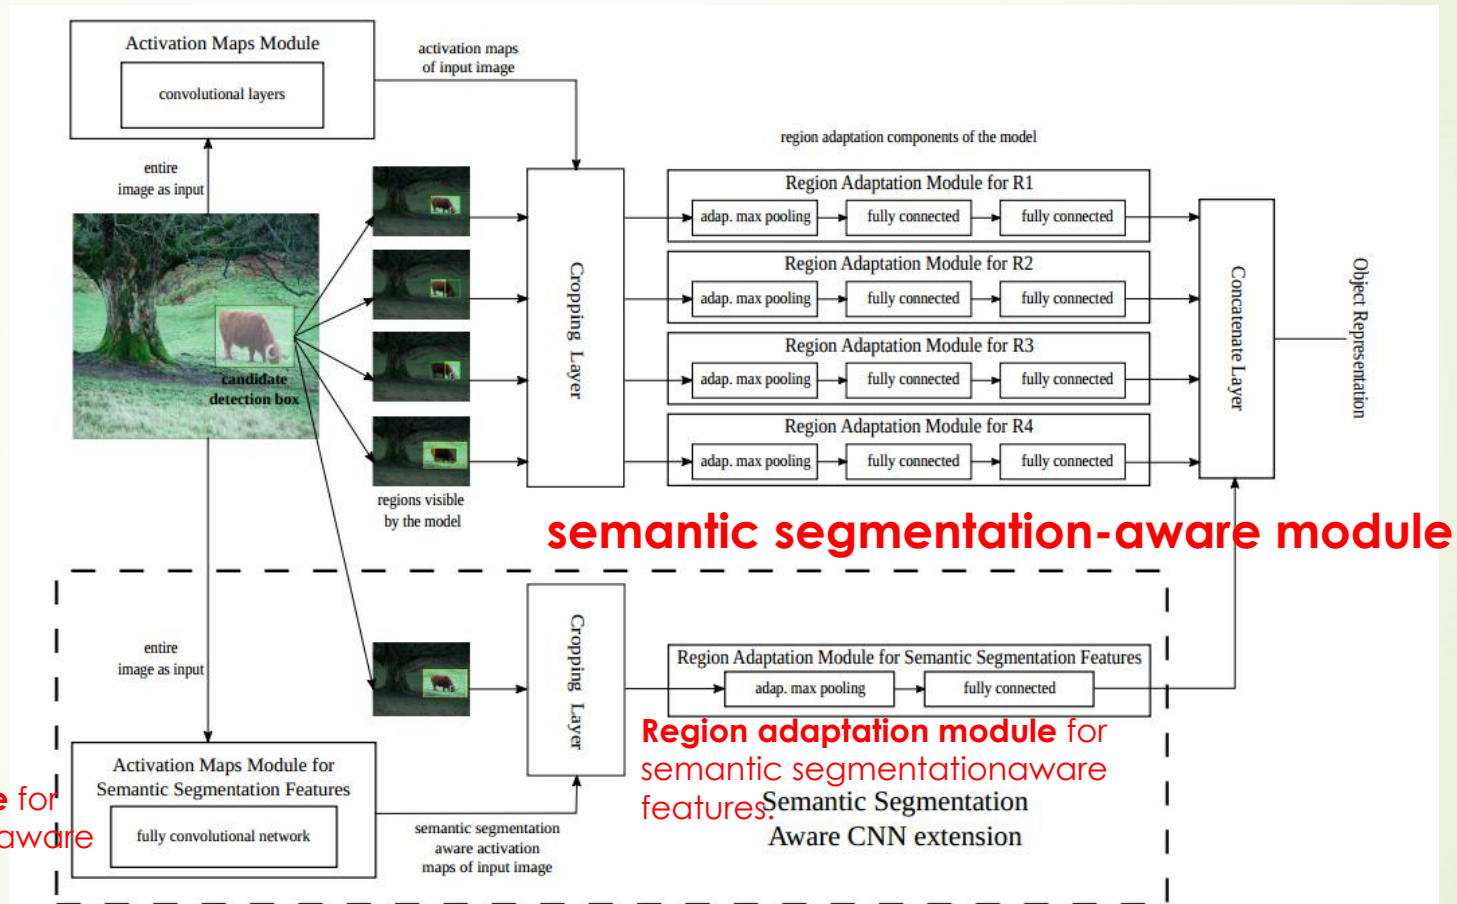 Activation Maps Module
convolutional layers
activation maps
of input image
entire
image as input
candidate
detection box
regions visible
by the model
Cropping Layer
region adaptation components of the model
Region Adaptation Module for R1
adap. max pooling
fully connected
fully connected
Region Adaptation Module for R2
adap. max pooling
fully connected
fully connected
Region Adaptation Module for R3
adap. max pooling
fully connected
fully connected
Region Adaptation Module for R4
adap. max pooling
fully connected
fully connected
Concatenate Layer
Object Representation
semantic segmentation-aware module
entire
image as input
Cropping Layer
Region Adaptation Module for Semantic Segmentation Features
adap. max pooling
fully connected
Region adaptation module for
semantic segmentationaware
features.
Semantic Segmentation
Aware CNN extension
Activation Maps Module for
Semantic Segmentation Features
fully convolutional network
e for
aware
semantic segmentation
aware activation
maps of input image